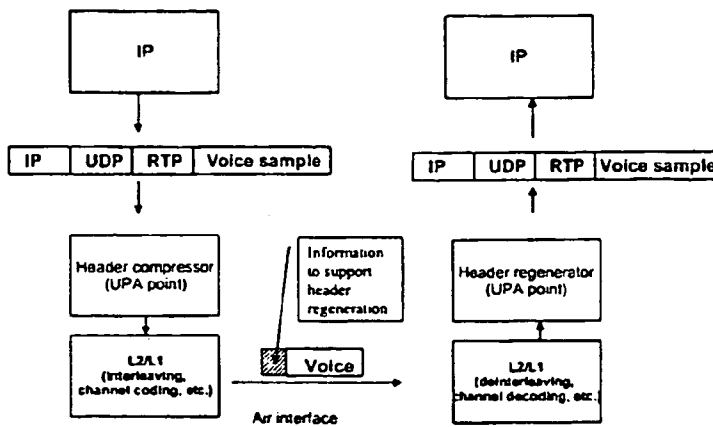 IP
IP
IP UDP RTP Voice sample
IP UDP RTP Voice sample
Header compressor
(UPA point)
Information
to support
header
regeneration
Header regenerator
(UPA point)
L2/L1
(interleaving,
channel coding, etc.)
Voice
L2/L1
(deinterleaving,
channel decoding, etc.)
Air interface